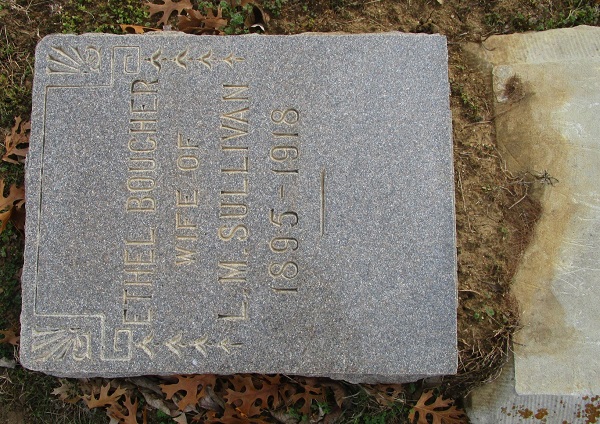 ETHEL BOUCHER
WIFE OF
L. M. SULLIVAN
1895-1918